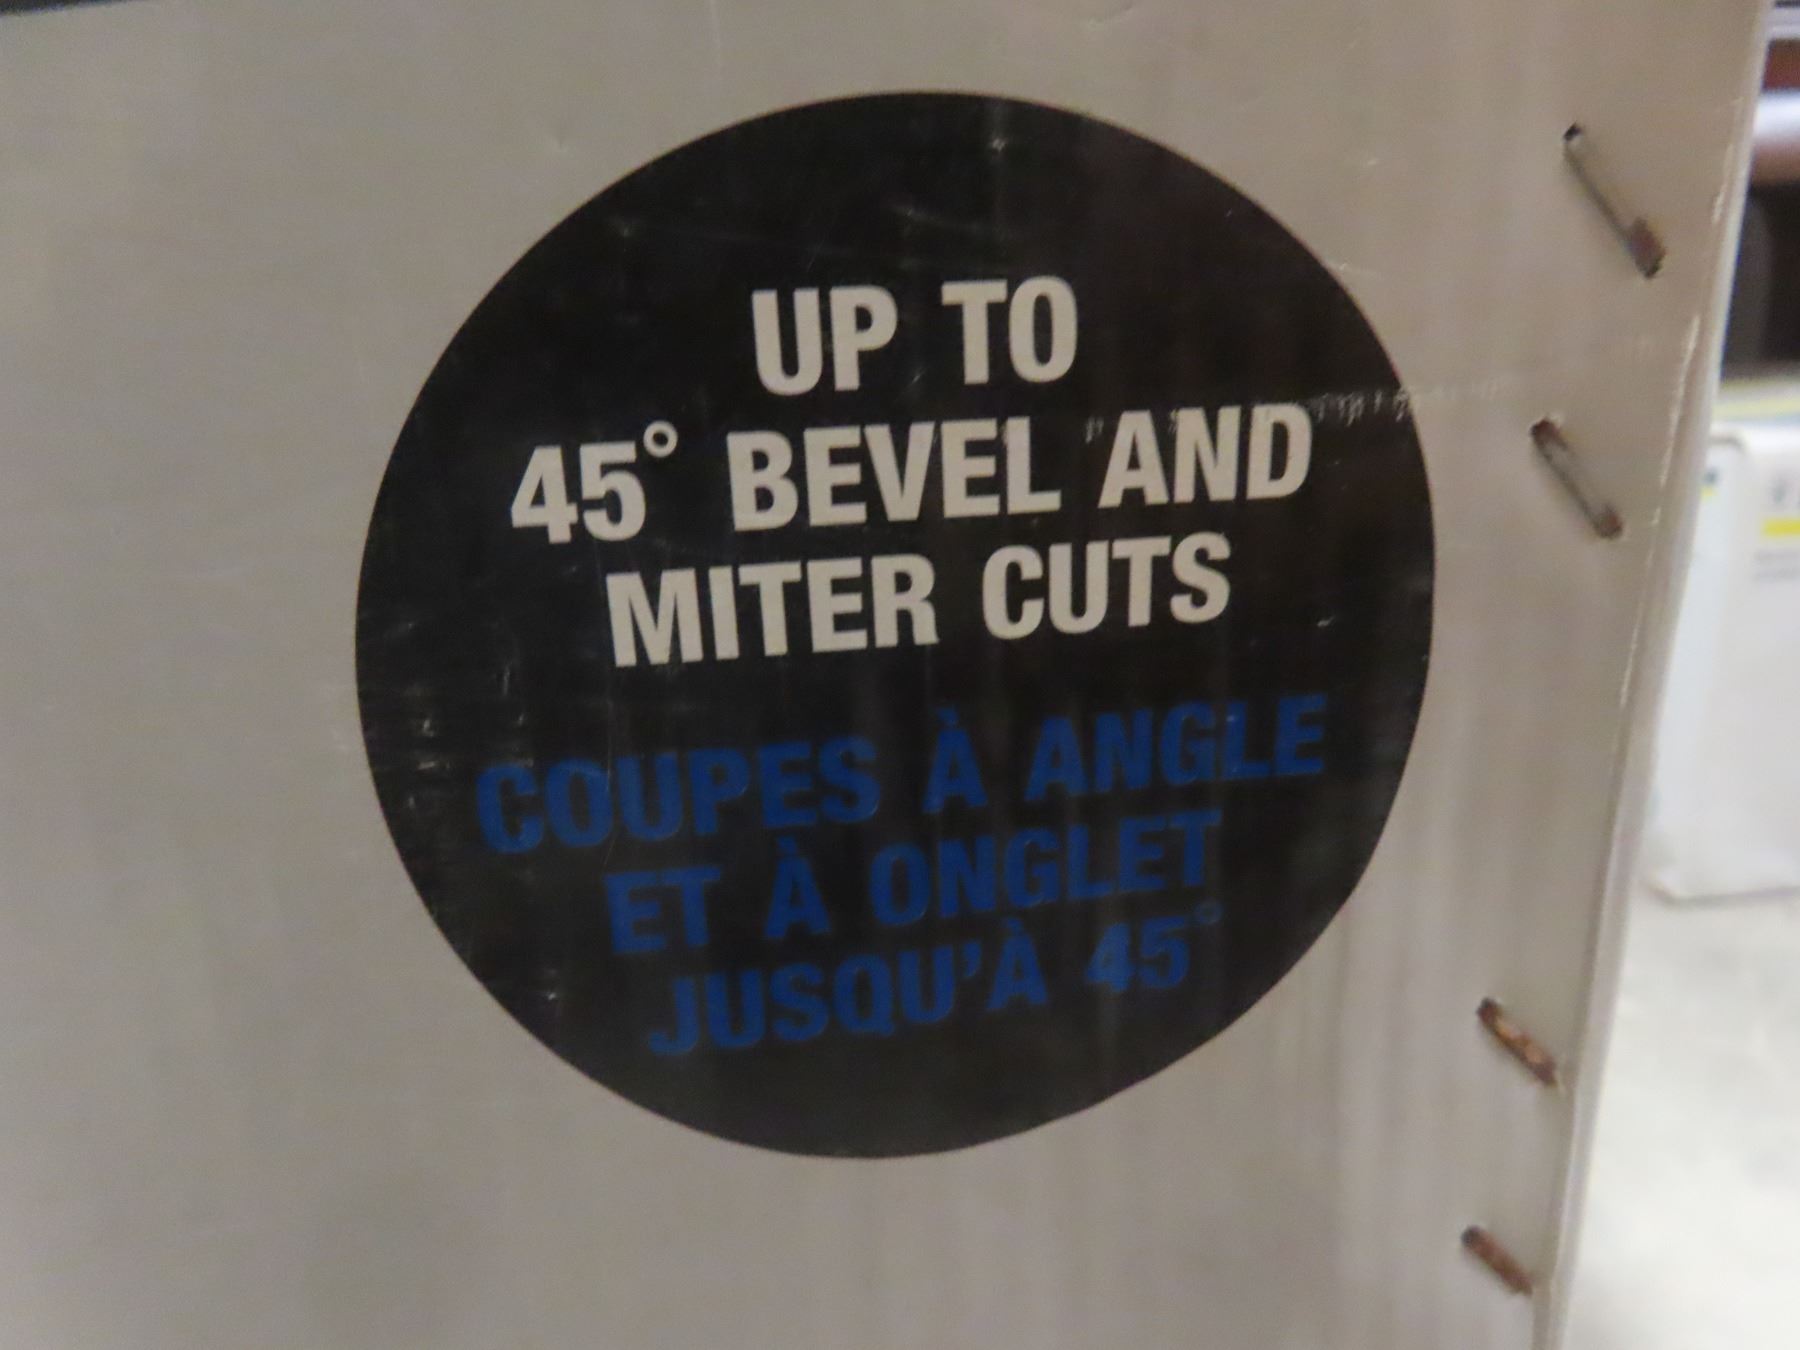 UP TO
45° BEVEL AND
MITER CUTS
COUPES À ANGLE
ET À ONGLET
JUSQU'À 45°